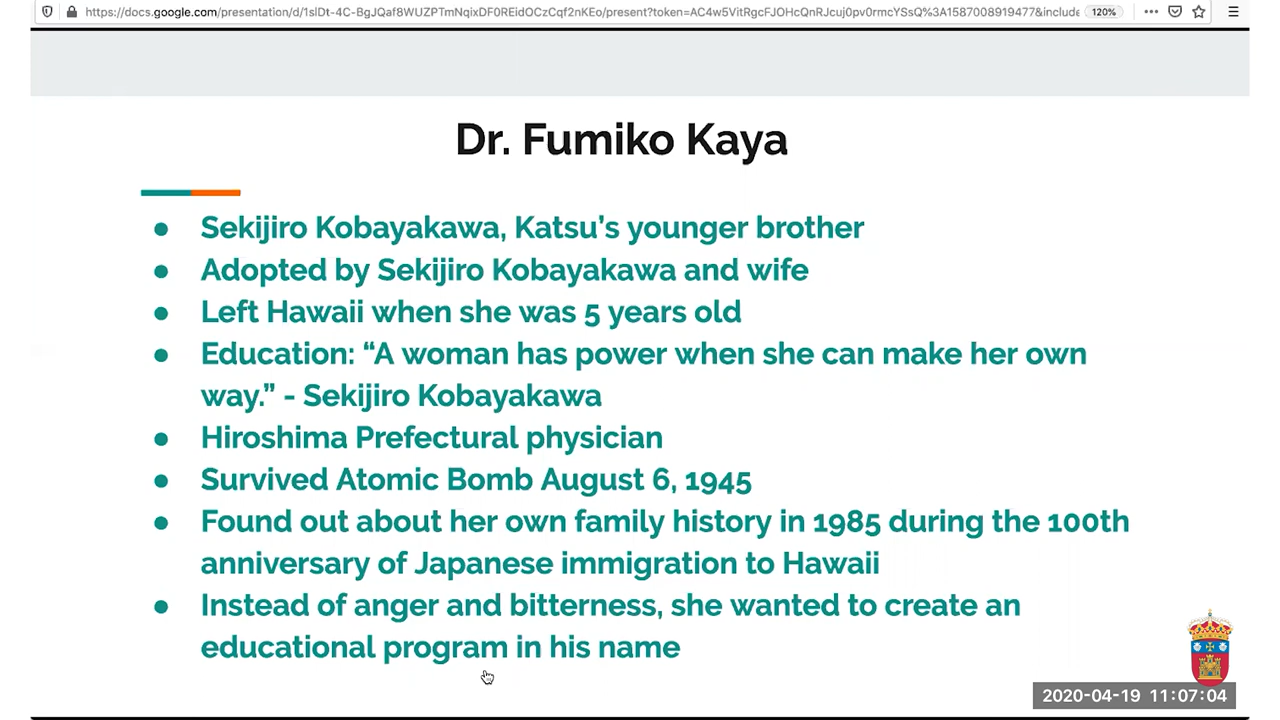 https://docs.google.com/presentation/d/1slDt-4C-BgJQaf8WUZPTmNqixDF0REidOCzCqf2nKEo/present?token=AC4w5VitRgcFJOHcQnRJcuj0pv0rmcYSsQ%3A1587008919477&include 120%
Dr. Fumiko Kaya
● Sekijiro Kobayakawa, Katsu’s younger brother
● Adopted by Sekijiro Kobayakawa and wife
● Left Hawaii when she was 5 years old
● Education: “A woman has power when she can make her own
way.” - Sekijiro Kobayakawa
● Hiroshima Prefectural physician
● Survived Atomic Bomb August 6, 1945
● Found out about her own family history in 1985 during the 100th
anniversary of Japanese immigration to Hawaii
● Instead of anger and bitterness, she wanted to create an
educational program in his name
2020-04-19 11:07:04